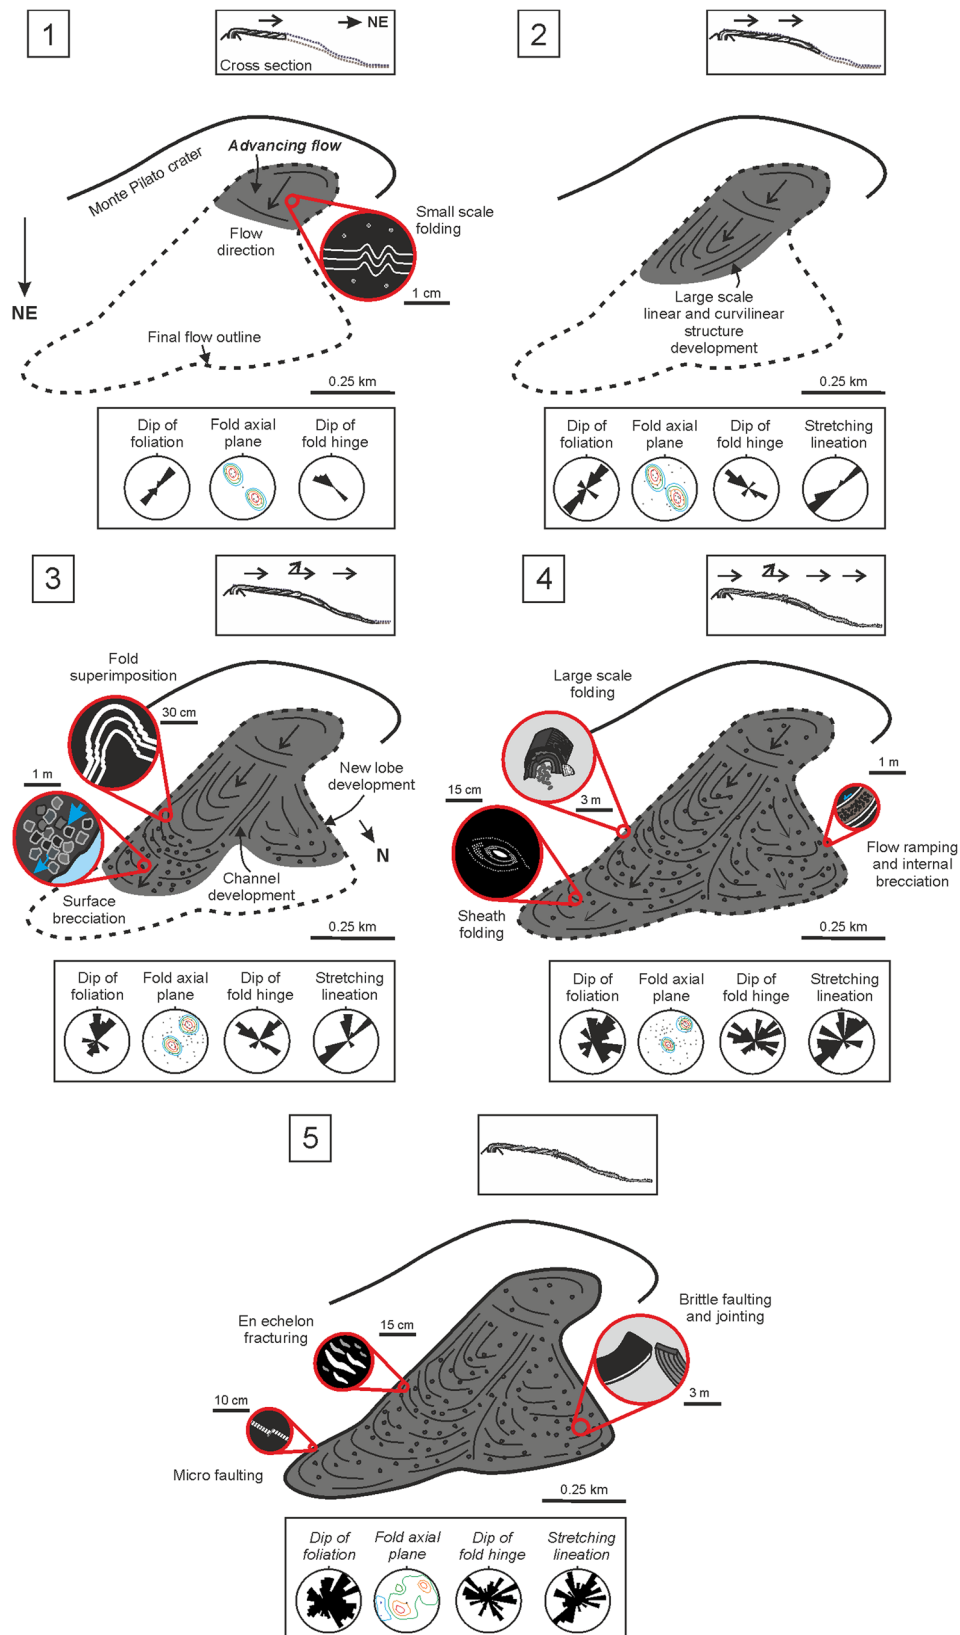 1
NE
Cross section
Monte Pilato crater
Advancing flow
Flow
direction
Small scale
folding
1 cm
NE
Final flow outline
0.25 km
Dip of
foliation
Fold axial
plane
Dip of
fold hinge
2
Large scale
linear and curvilinear
structure
development
0.25 km
Dip of
foliation
Fold axial
plane
Dip of
fold hinge
Stretching
lineation
3
Fold
superimposition
30 cm
1 m
New lobe
development
N
Surface
brecciation
Channel
development
0.25 km
Dip of
foliation
Fold axial
plane
Dip of
fold hinge
Stretching
lineation
4
Large scale
folding
15 cm
3 m
1 m
Flow ramping
and internal
brecciation
Sheath
folding
0.25 km
Dip of
foliation
Fold axial
plane
Dip of
fold hinge
Stretching
lineation
5
En echelon
fracturing
15 cm
Brittle faulting
and jointing
3 m
10 cm
Micro faulting
0.25 km
Dip of
foliation
Fold axial
plane
Dip of
fold hinge
Stretching
lineation